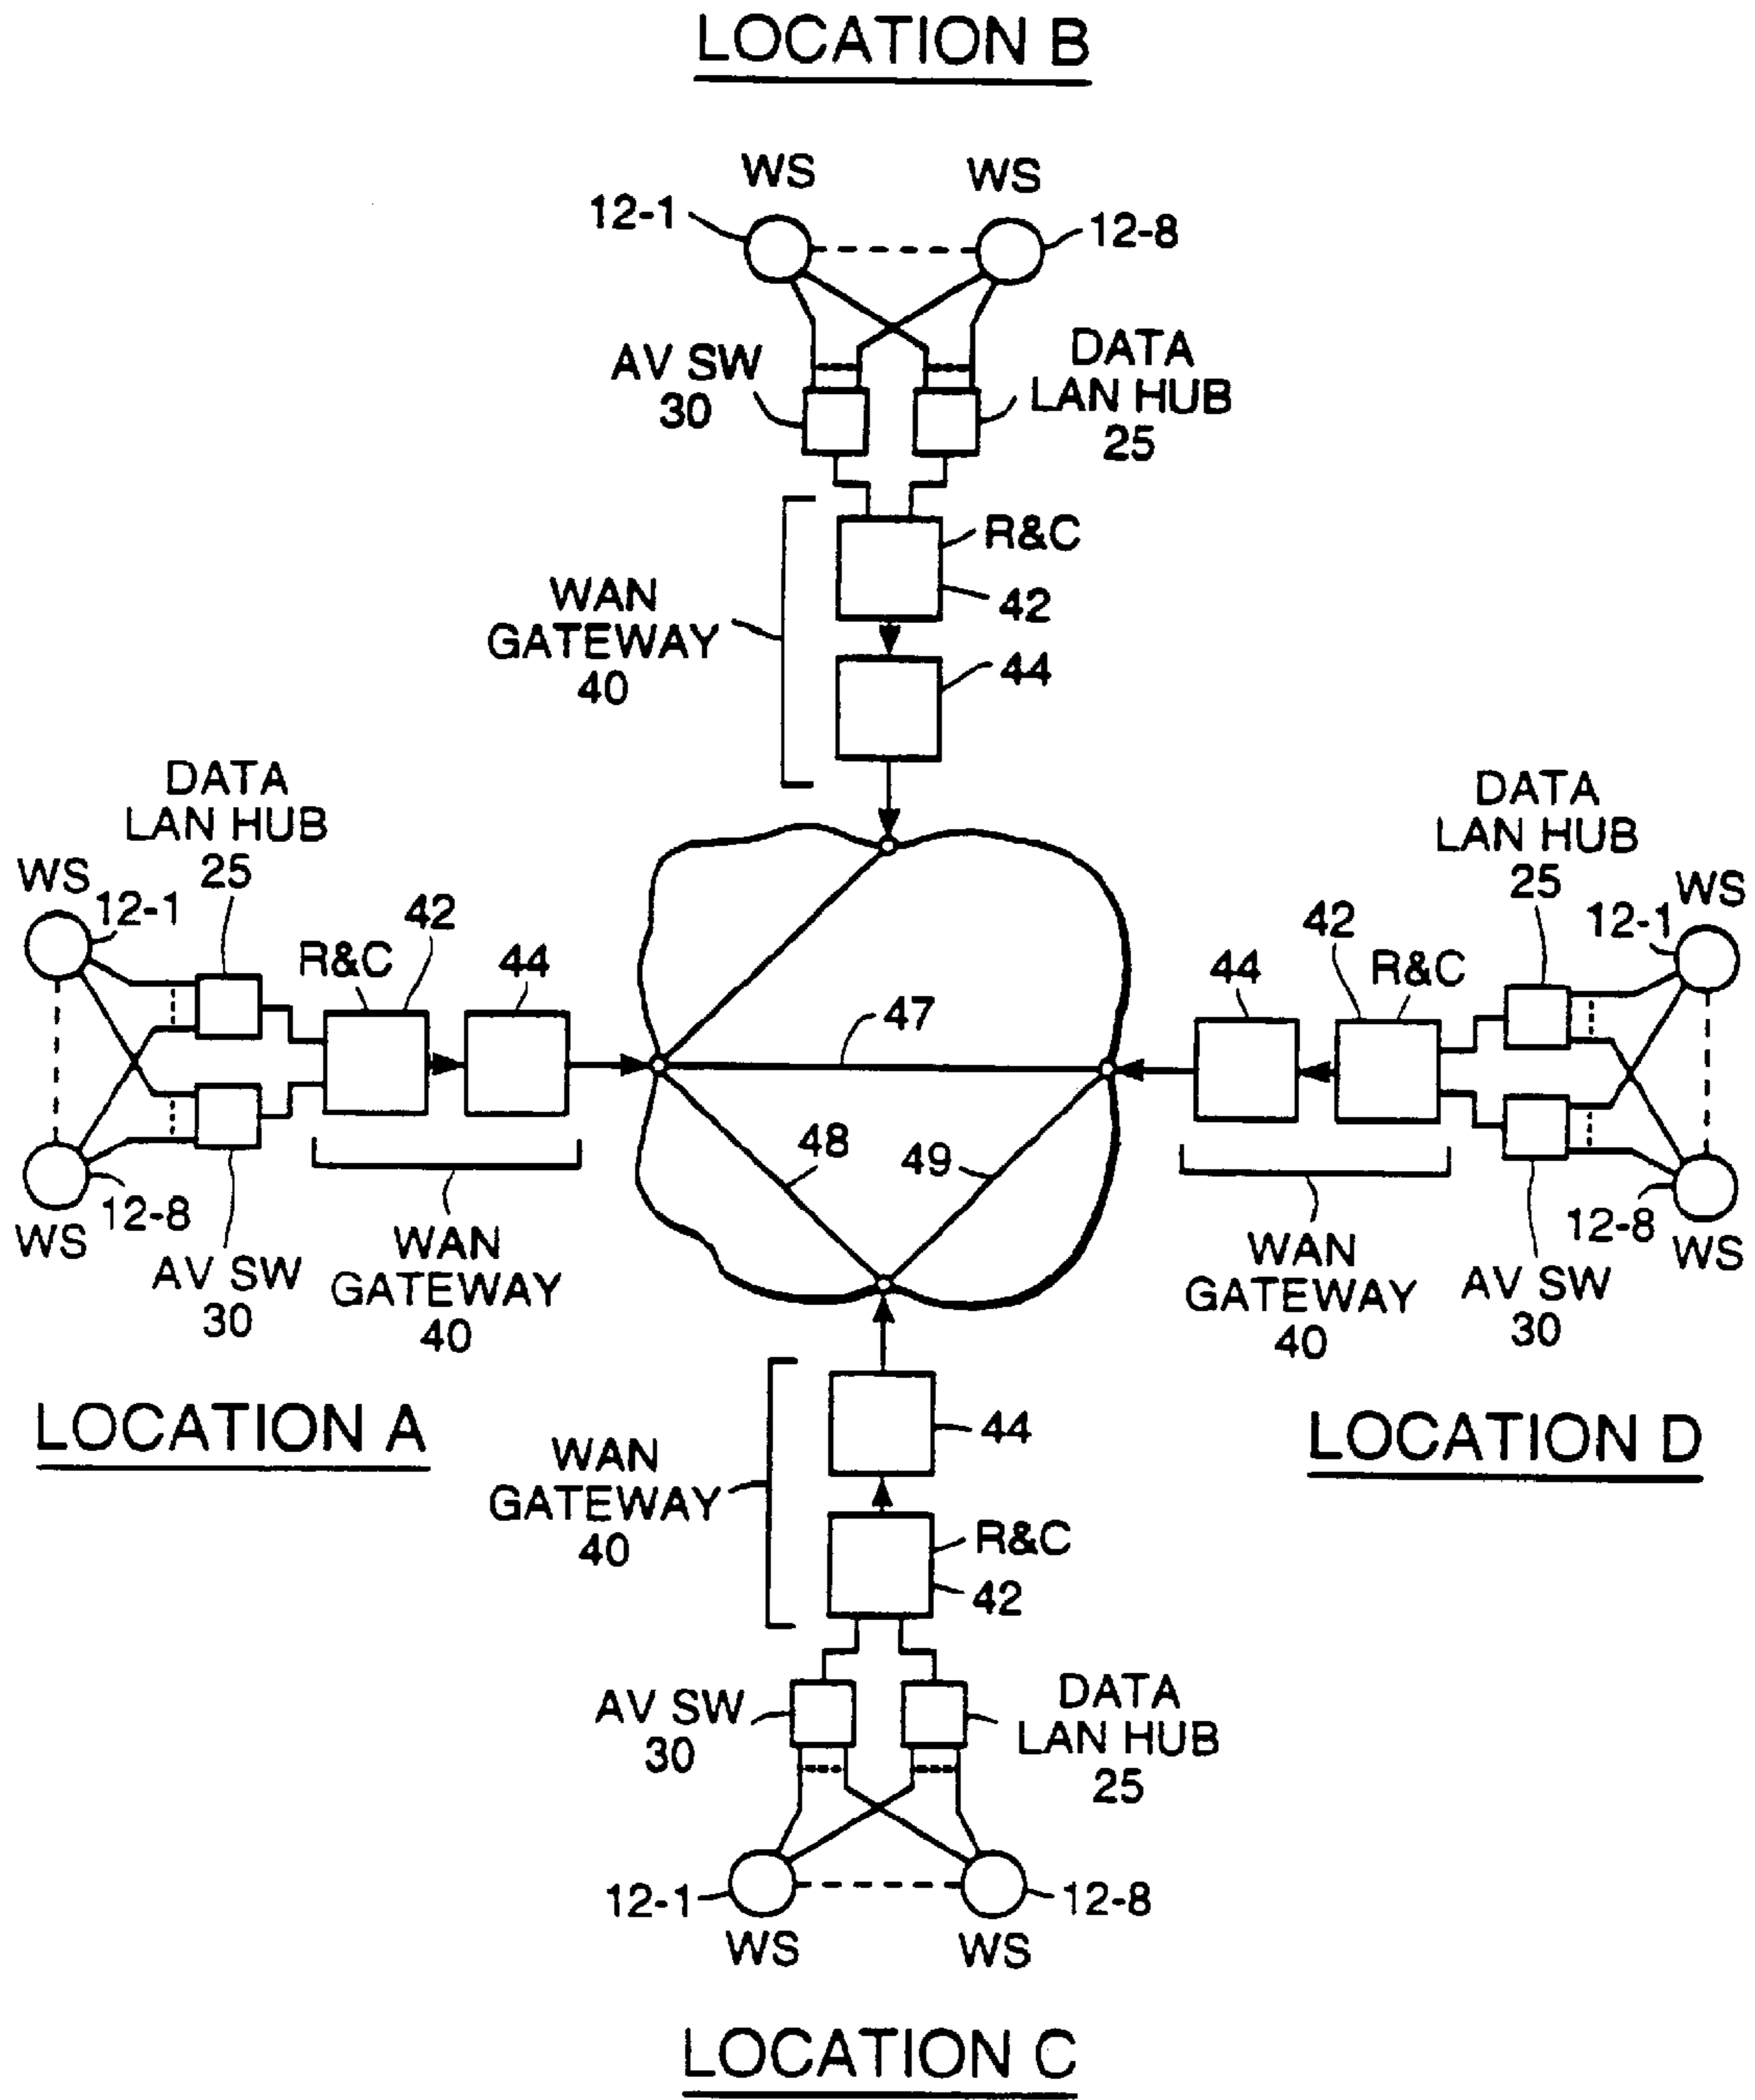 LOCATION B
WS
WS
12-1
12-8
AV SW
30
DATA
LAN HUB
25
R&C
42
WAN
GATEWAY
40
44
DATA
LAN HUB
25
WS
12-1
R&C
42
44
12-8
WS
AV SW
30
WAN
GATEWAY
40
LOCATION A
47
48
49
DATA
LAN HUB
25
WS
12-1
44
42
R&C
12-8
WS
WAN
GATEWAY
40
AV SW
30
LOCATION D
44
WAN
GATEWAY
40
R&C
42
AV SW
30
DATA
LAN HUB
25
12-1
12-8
WS
WS
LOCATION C